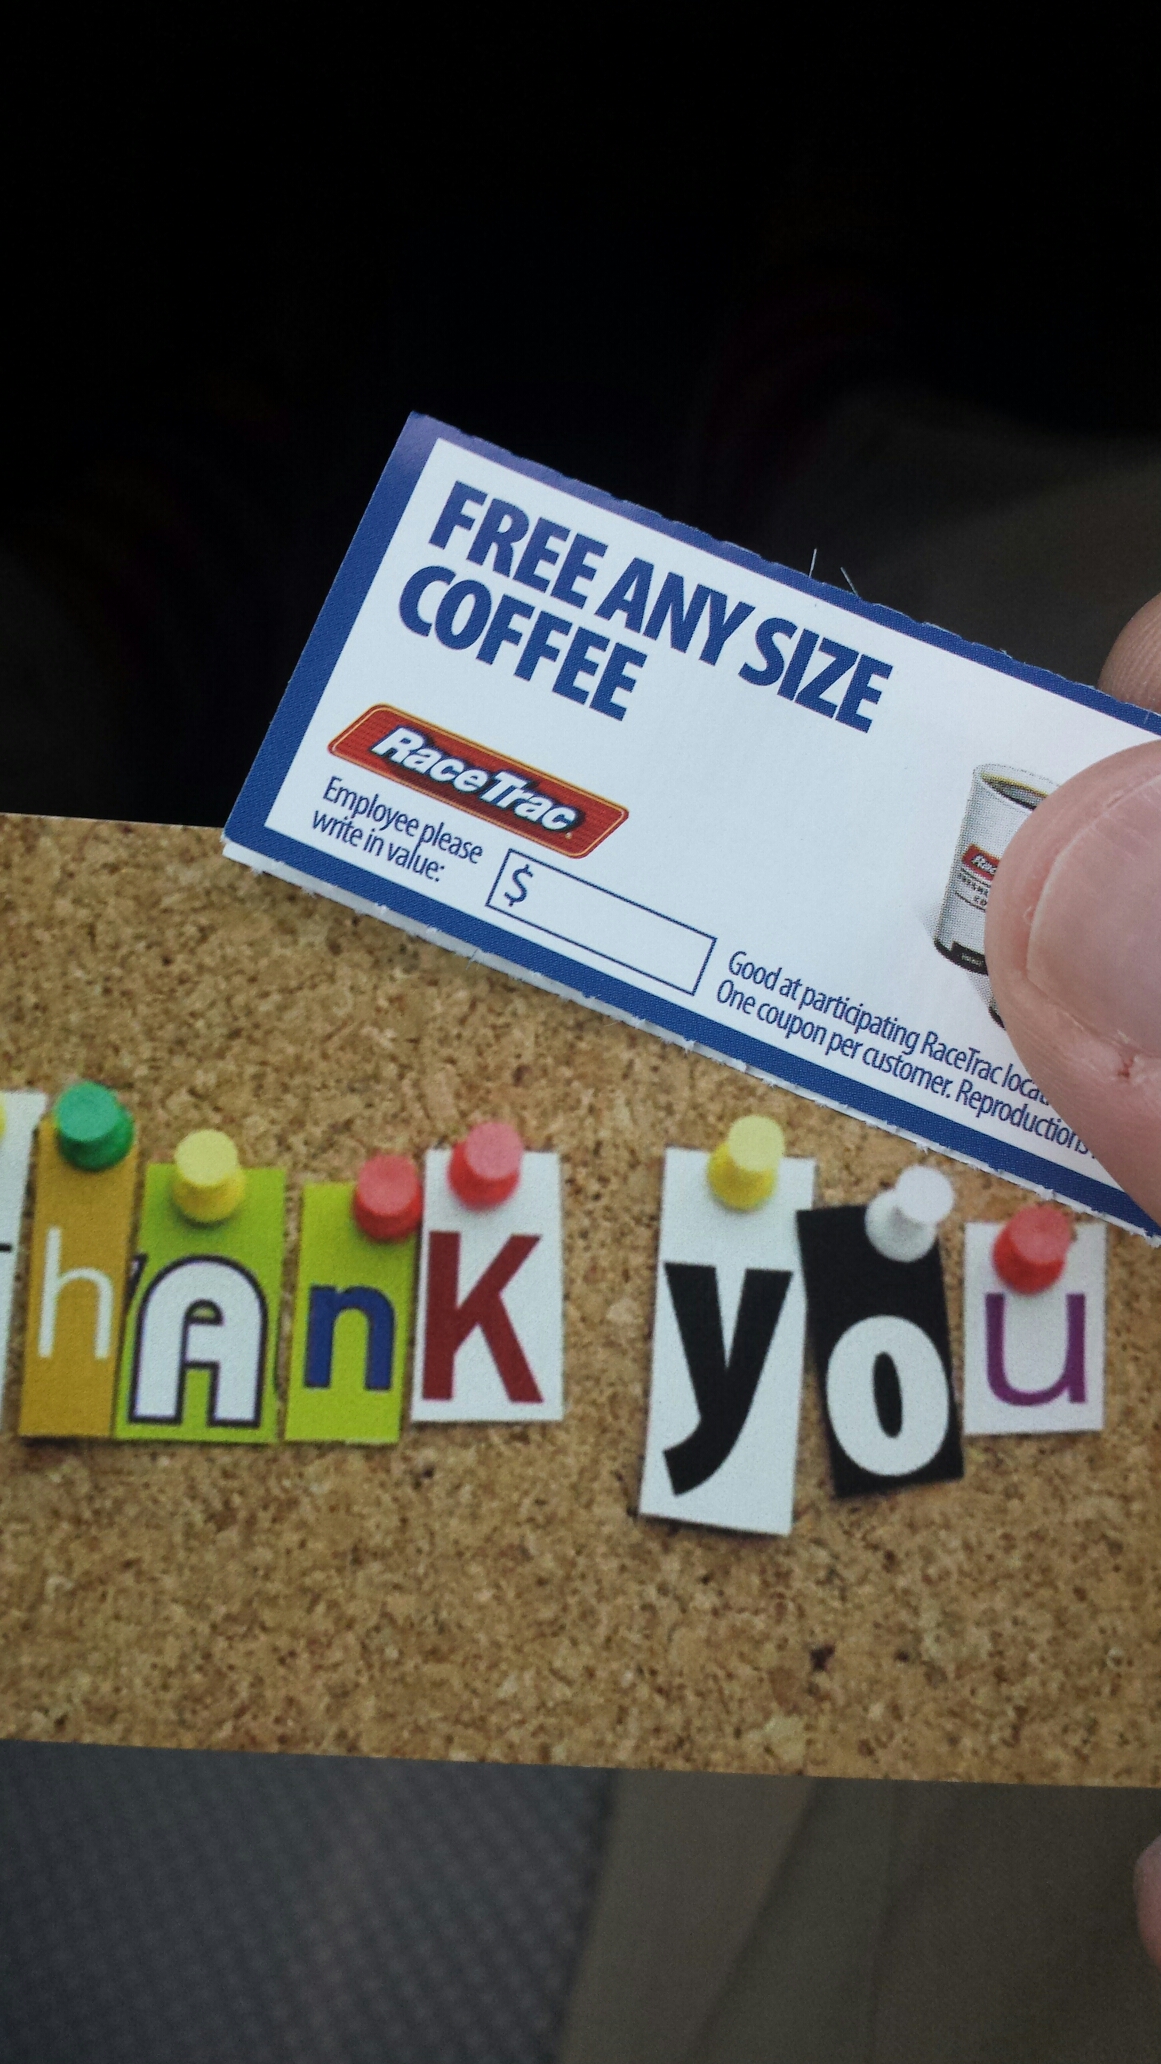 FREE ANY SIZE
COFFEE
RaceTrac
Employee please
write in value:
$
Good at participating RaceTrac
One coupon per customer. Reproductions
Thank you